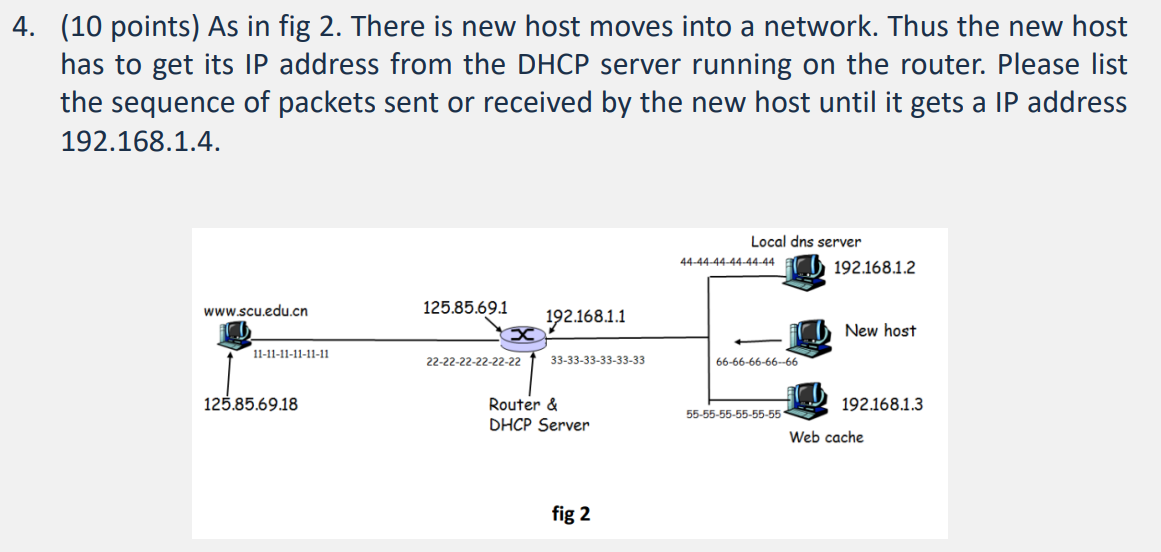 4. (10 points) As in fig 2. There is new host moves into a network. Thus the new host
has to get its IP address from the DHCP server running on the router. Please list
the sequence of packets sent or received by the new host until it gets a IP address
192.168.1.4.
Local dns server
44-44-44-44-44-44
192.168.1.2
www.scu.edu.cn
125.85.69.1
192.168.1.1
New host
11-11-11-11-11-11
22-22-22-22-22-22
33-33-33-33-33-33
66-66-66-66--66
125.85.69.18
Router &
DHCP Server
55-55-55-55-55-55
192.168.1.3
Web cache
fig 2